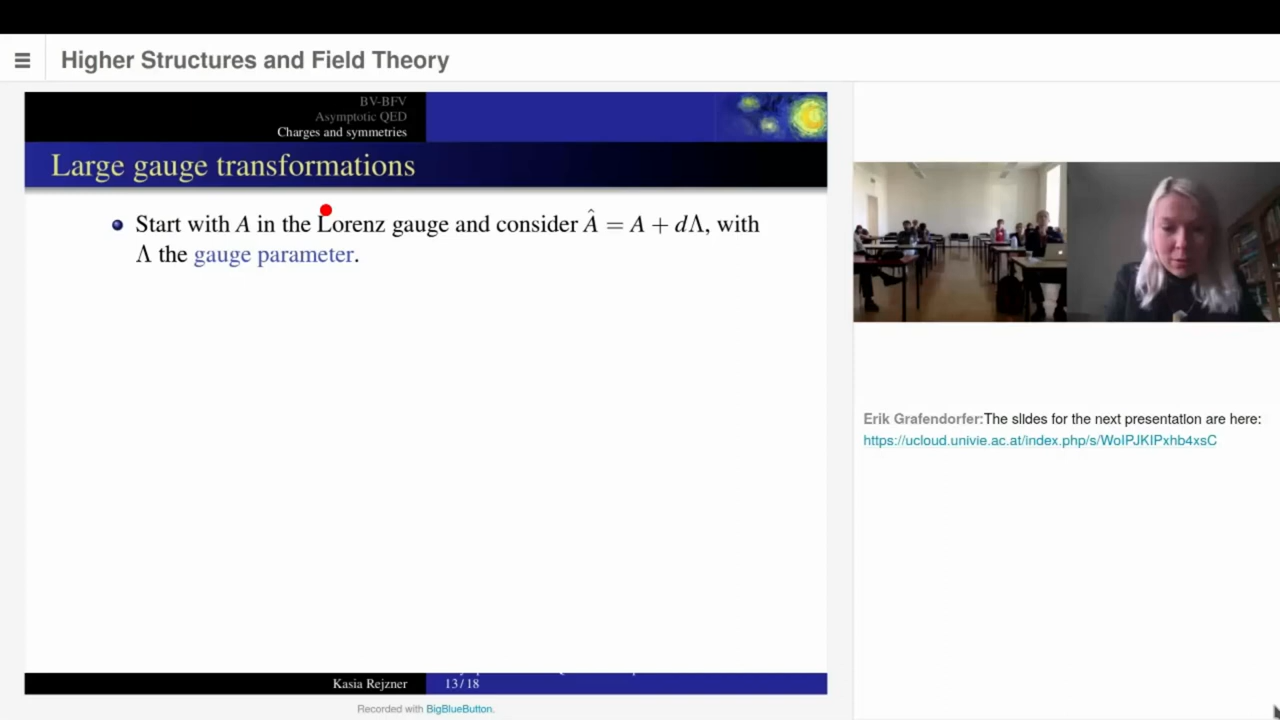 Higher Structures and Field Theory
BV-BFV
Asymptotic QED
Charges and symmetries
Large gauge transformations
Start with A in the Lorenz gauge and consider Â = A + dΛ, with
Λ the gauge parameter.
Kasia Rejzner
13/18
Recorded with BigBlueButton.
Erik Grafendorfer:The slides for the next presentation are here:
https://ucloud.univie.ac.at/index.php/s/WoIPJKIPxhb4xsC